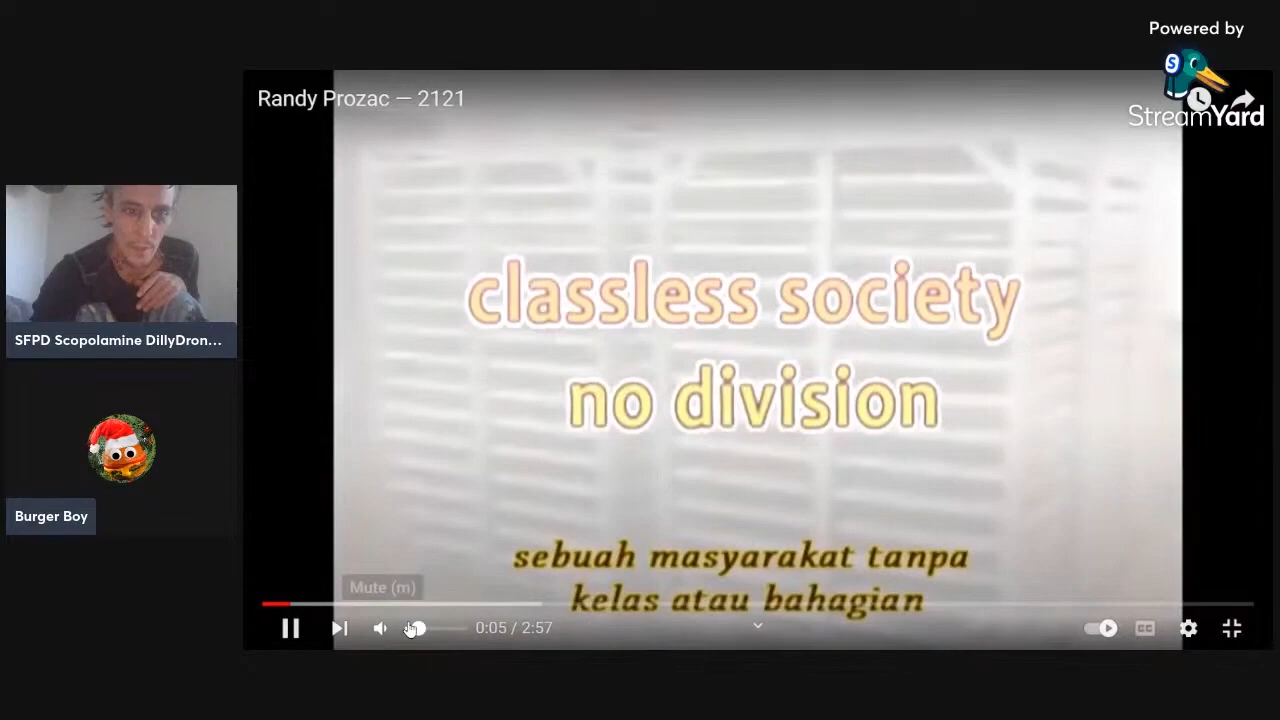 Powered by
StreamYard
Randy Prozac — 2121
classless society
no division
SFPD Scopolamine DillyDron...
Burger Boy
sebuah masyarakat tanpa
kelas atau bahagian
Mute (m)
0:05 / 2:57
CC